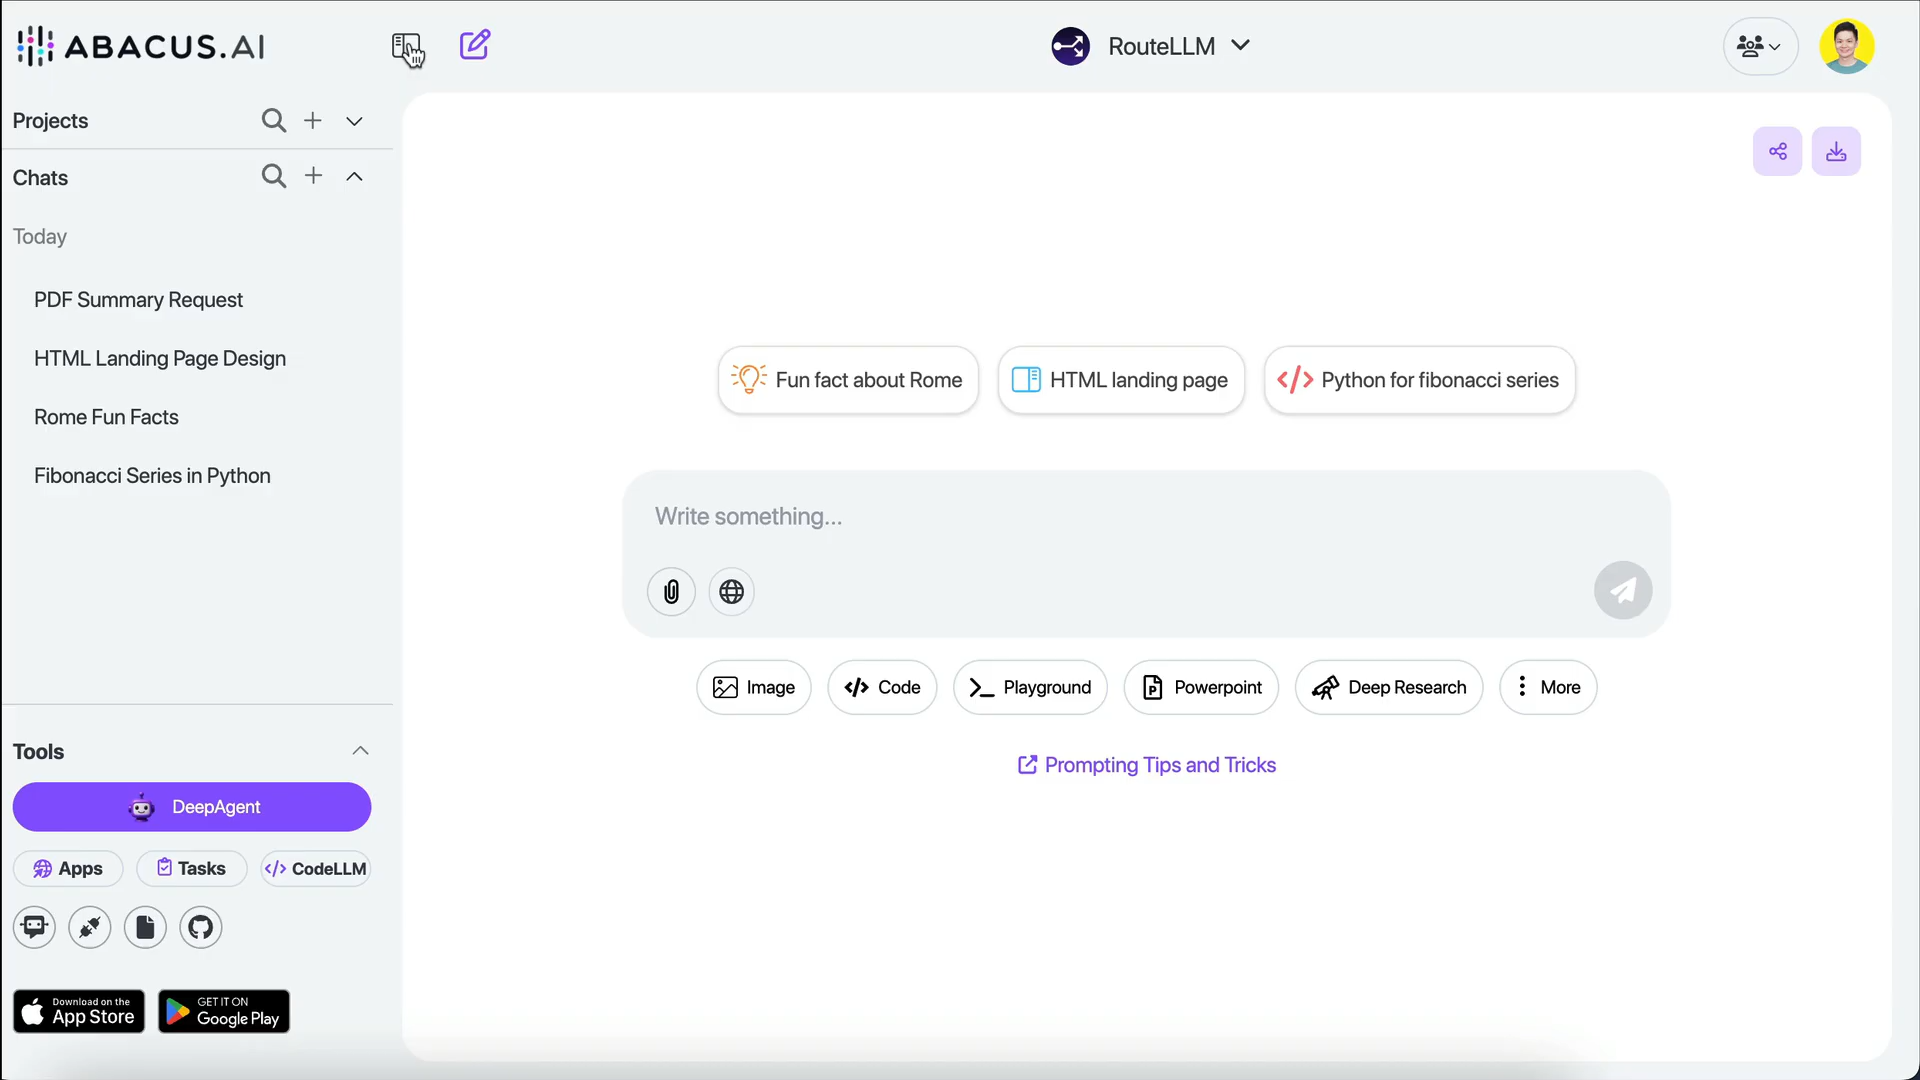 ABACUS.AI
RouteLLM
Projects
Chats
Today
PDF Summary Request
HTML Landing Page Design
Rome Fun Facts
Fibonacci Series in Python
Fun fact about Rome
HTML landing page
Python for fibonacci series
Write something...
Image
Code
Playground
Powerpoint
Deep Research
More
Prompting Tips and Tricks
Tools
DeepAgent
Apps
Tasks
CodeLLM
Download on the
App Store
GET IT ON
Google Play